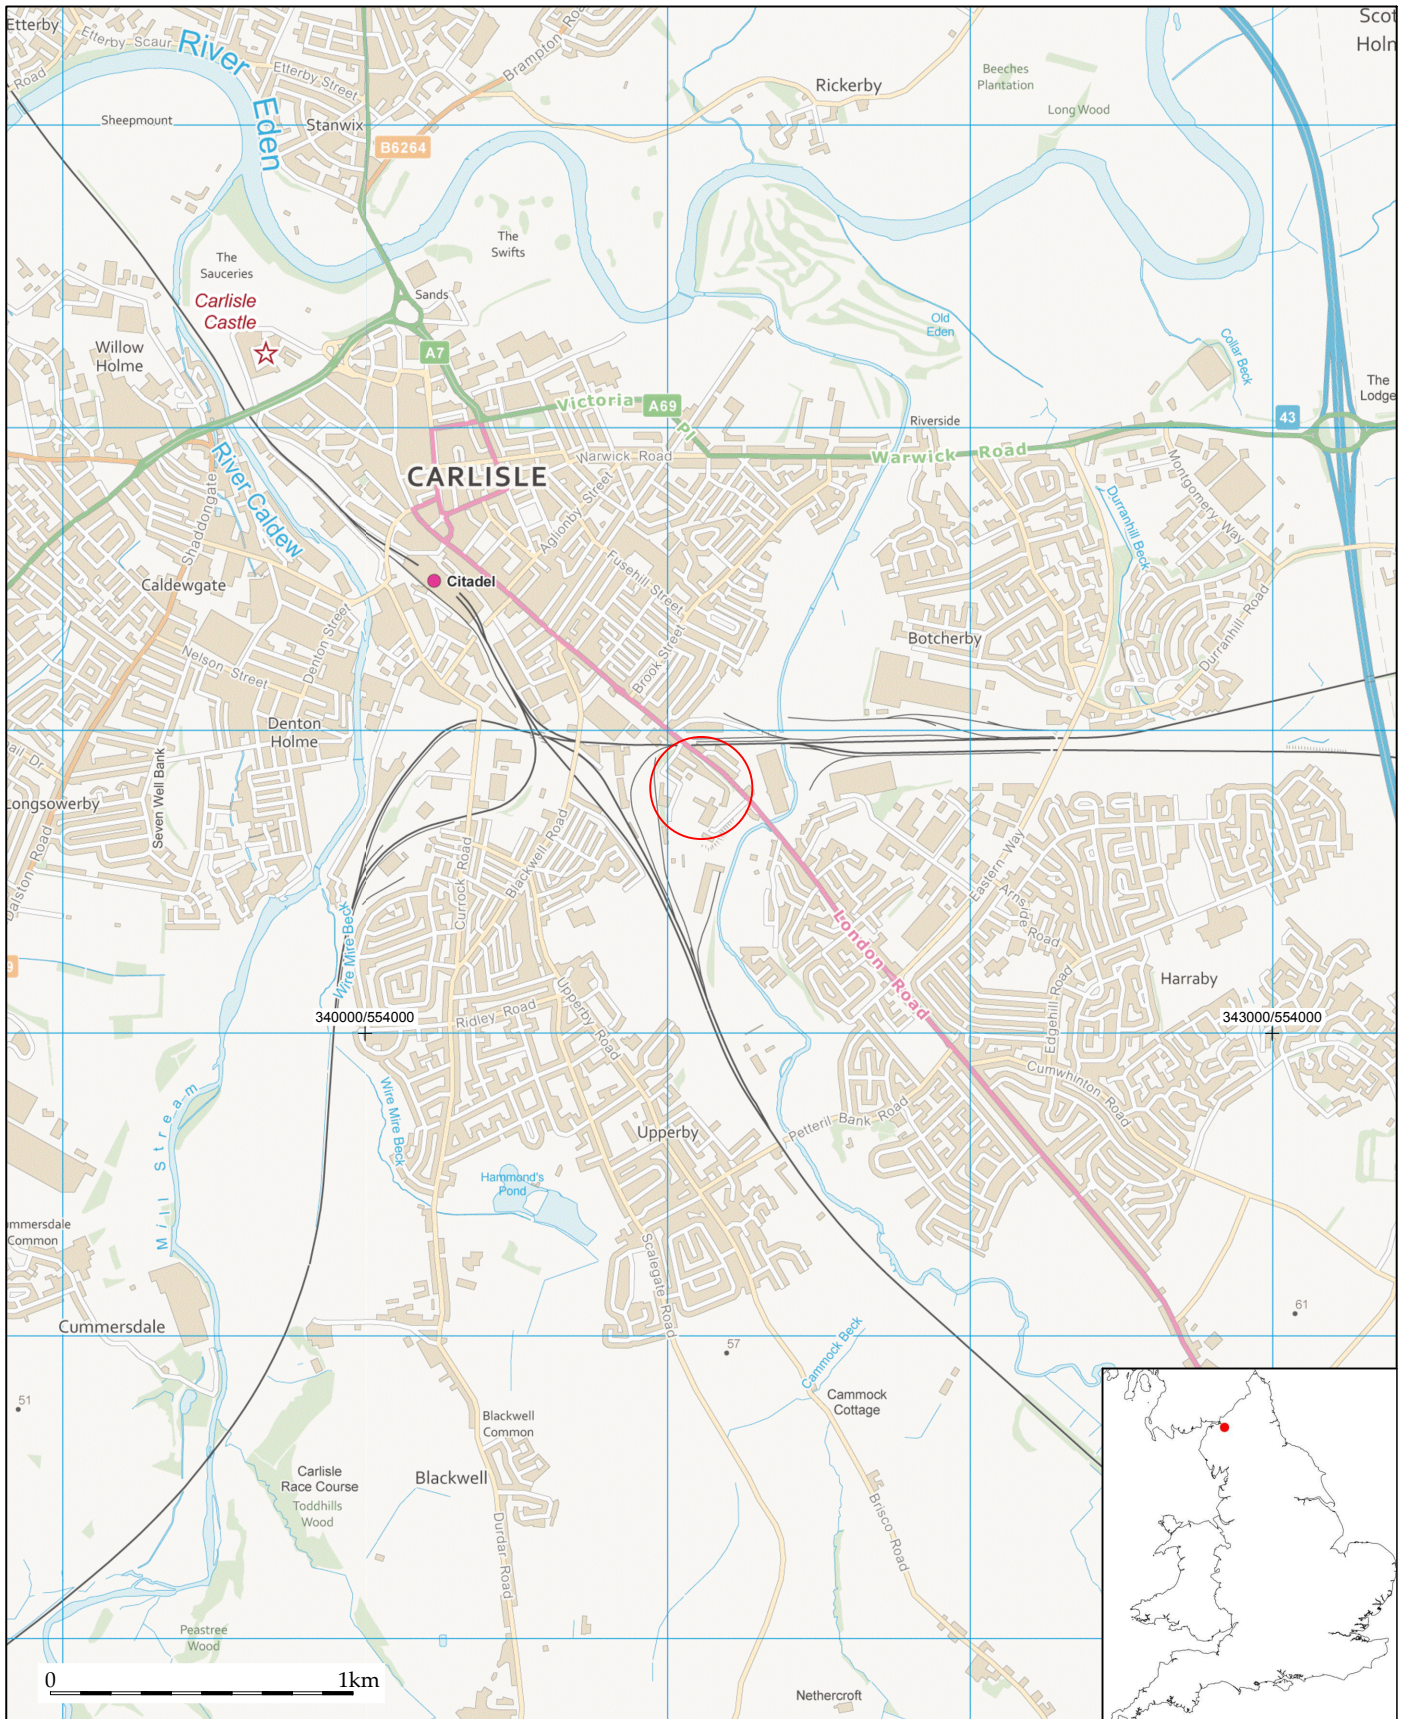 Etterby
Etterby Scaur
River
Eden
Road
Etterby Street
Brampton
Sheepmount
Stanwix
B6264
Rickerby
Beeches
Plantation
Long Wood
The
Sauceries
The
Swifts
Sands
Carlisle
Castle
Willow
Holme
A7
Old
Eden
Collar Beck
The
Lodge
Victoria
Pl
A69
43
Riverside
Warwick Road
Warwick Road
CARLISLE
River Caldew
Shaddongate
Aglionby Street
Fusehill Street
Montgomery Way
Durranhill Beck
Caldewgate
Citadel
Denton Street
Nelson Street
Brook Street
Botcherby
Durranhill Road
Denton
Holme
Seven Well Bank
Dr
Longsowerby
Dalston Road
Currock Road
Blackwell Road
Eastern Way
Arnside Road
London Road
Harraby
Wire Mire Beck
Upperby Road
Ridley Road
Edgehill Road
340000/554000
343000/554000
Cumwhinton Road
Mill Stream
Wire Mire Beck
Upperby
Petteril Bank Road
Hammond's
Pond
Common
Scalegate Road
Cummersdale
61
57
Cammock Beck
51
Cammock
Cottage
Blackwell
Common
Carlisle
Race Course
Toddhills
Wood
Blackwell
Durdar Road
Brisco Road
Peastree
Wood
0 1km
Nethercroft